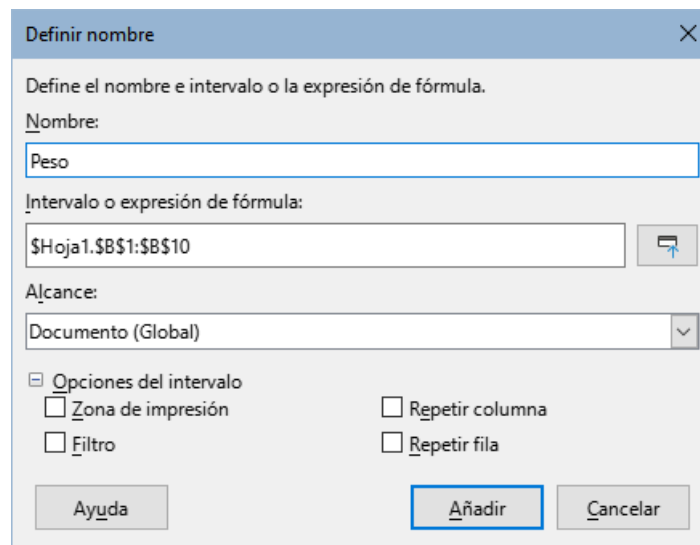 Definir nombre
Define el nombre e intervalo o la expresión de fórmula.
Nombre:
Peso
Intervalo o expresión de fórmula:
$Hoja1.$B$1:$B$10
Alcance:
Documento (Global)
Opciones del intervalo
Zona de impresión
Repetir columna
Filtro
Repetir fila
Ayuda
Añadir
Cancelar